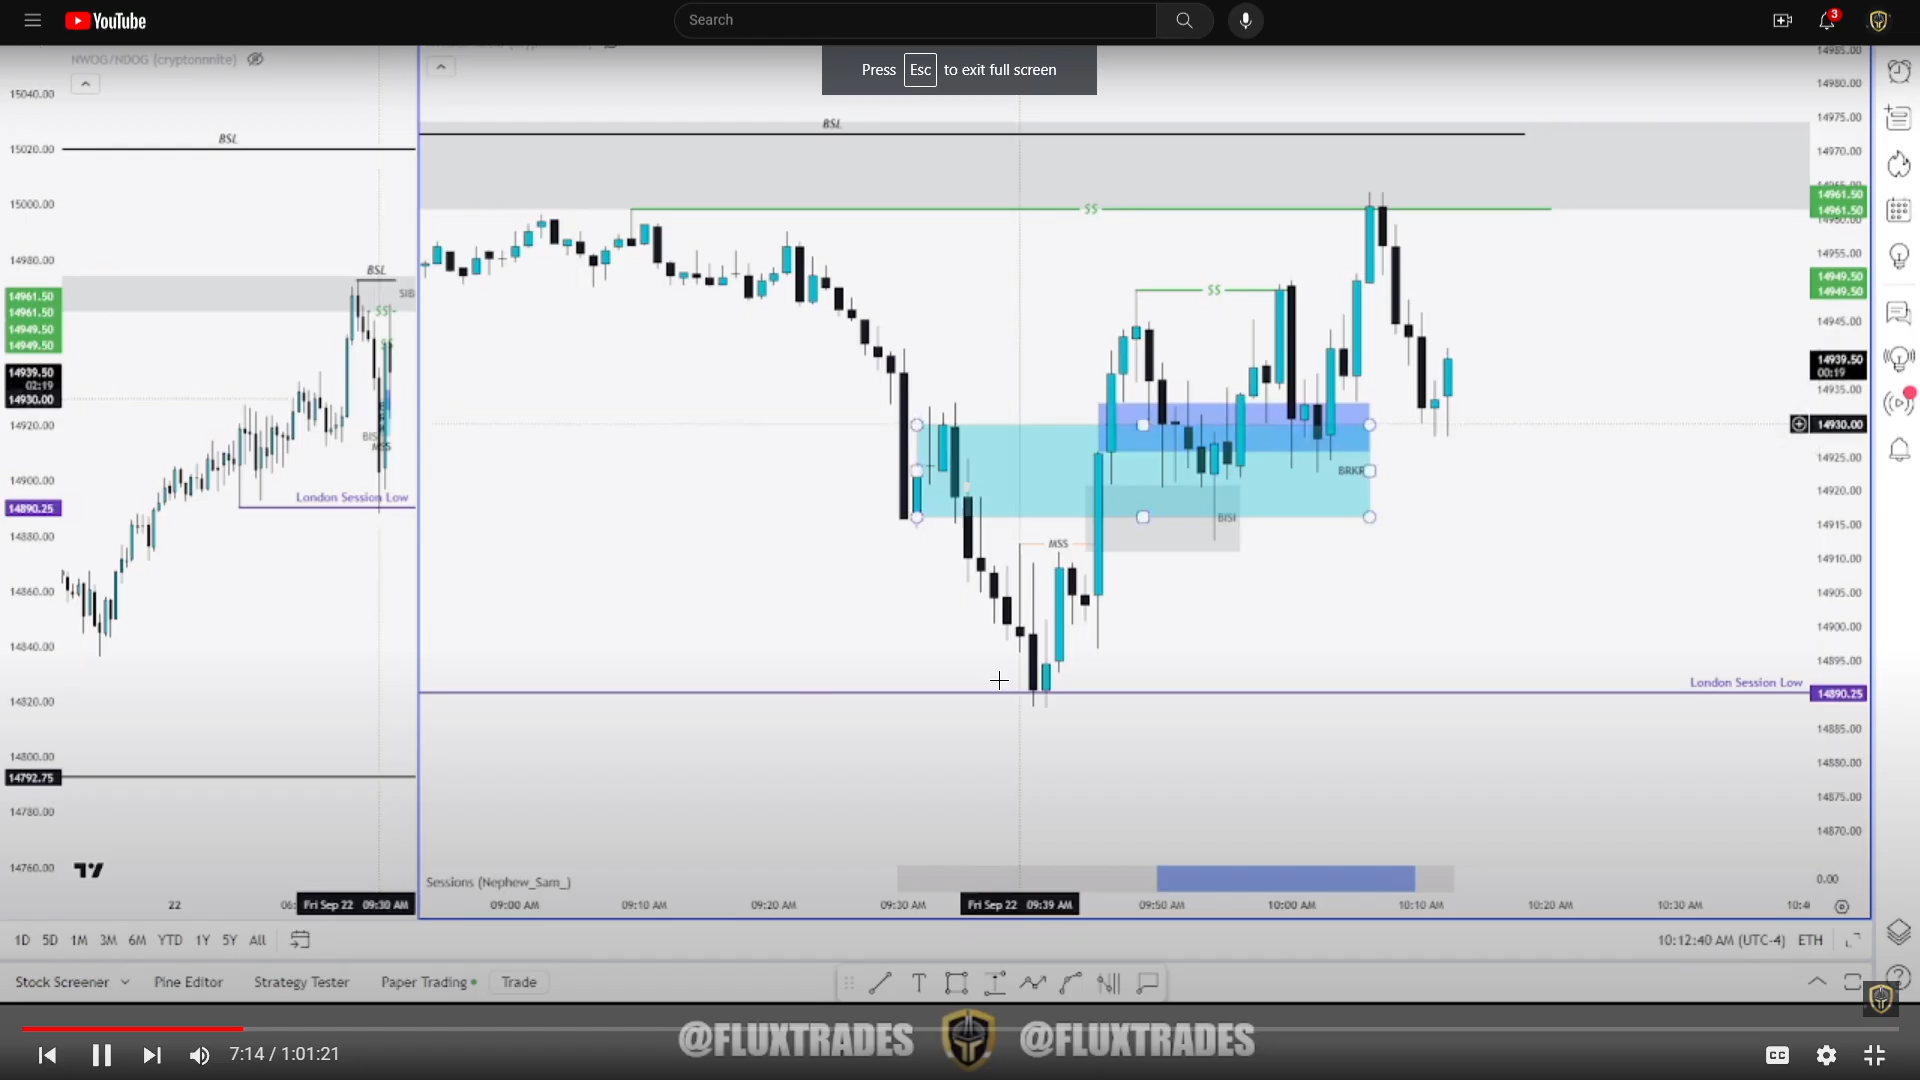 YouTube
Search
3
Press Esc to exit full screen
NWOG/NDOG (cryptonnnite)
15040.00
15020.00
15000.00
14980.00
14961.50
14961.50
14949.50
14949.50
14939.50
02:19
14930.00
14920.00
14900.00
14890.25
14880.00
14860.00
14840.00
14820.00
14800.00
14792.75
14780.00
14760.00
BSL
BSL
SIB
$$
$$
BIS
MSS
London Session Low
22
06:
Fri Sep 22 09:30 AM
BSL
$$
$$
BRKR
BISI
MSS
London Session Low
14985.00
14980.00
14975.00
14970.00
14961.50
14961.50
14955.00
14949.50
14949.50
14945.00
14939.50
00:19
14935.00
14930.00
14925.00
14920.00
14915.00
14910.00
14905.00
14900.00
14895.00
14890.25
14885.00
14880.00
14875.00
14870.00
0.00
Sessions (Nephew_Sam_)
09:00 AM
09:10 AM
09:20 AM
09:30 AM
Fri Sep 22 09:39 AM
09:50 AM
10:00 AM
10:10 AM
10:20 AM
10:30 AM
10:4
1D 5D 1M 3M 6M YTD 1Y 5Y All
10:12:40 AM (UTC-4) ETH
Stock Screener Pine Editor Strategy Tester Paper Trading Trade
@FLUXTRADES @FLUXTRADES
7:14 / 1:01:21
CC